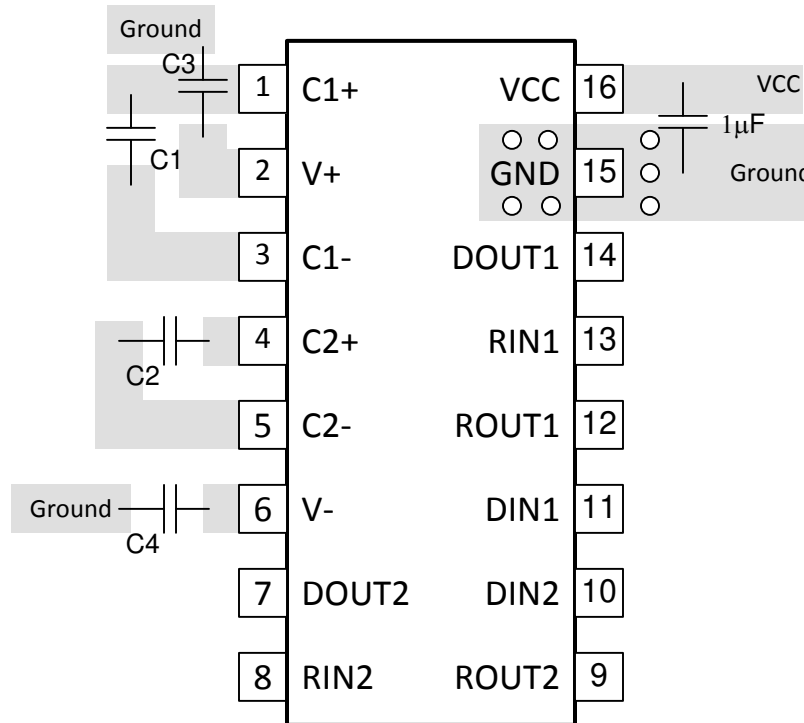 Ground
C3
1 C1+ VCC 16 VCC
C1
1µF
2 V+ GND 15 Ground
3 C1- DOUT1 14
4 C2+ RIN1 13
C2
5 C2- ROUT1 12
Ground 6 V- DIN1 11
C4
7 DOUT2 DIN2 10
8 RIN2 ROUT2 9